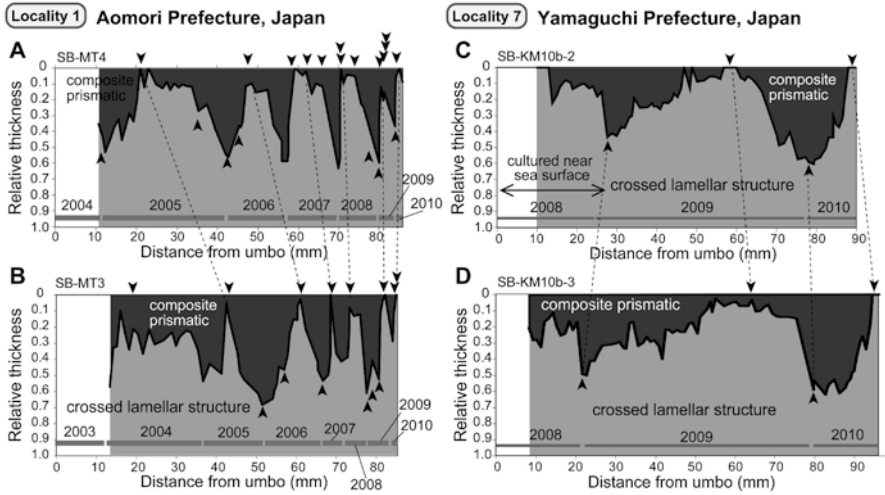 Locality 1
Aomori Prefecture, Japan
Locality 7
Yamaguchi Prefecture, Japan
A
SB-MT4
composite
prismatic
Relative thickness
0
0.1
0.2
0.3
0.4
0.5
0.6
0.7
0.8
0.9
1.0
crossed lamellar structure
2004
2005
2006
2007
2008
2009
2010
0 10 20 30 40 50 60 70 80
Distance from umbo (mm)
C
SB-KM10b-2
composite
prismatic
Relative thickness
0
0.1
0.2
0.3
0.4
0.5
0.6
0.7
0.8
0.9
1.0
cultured near
sea surface
crossed lamellar structure
2008
2009
2010
0 10 20 30 40 50 60 70 80 90
Distance from umbo (mm)
B
SB-MT3
composite
prismatic
Relative thickness
0
0.1
0.2
0.3
0.4
0.5
0.6
0.7
0.8
0.9
1.0
crossed lamellar structure
2003
2004
2005
2006
2007
2008
2009
2010
0 10 20 30 40 50 60 70 80
Distance from umbo (mm)
D
SB-KM10b-3
composite prismatic
Relative thickness
0
0.1
0.2
0.3
0.4
0.5
0.6
0.7
0.8
0.9
1.0
crossed lamellar structure
2008
2009
2010
0 10 20 30 40 50 60 70 80 90
Distance from umbo (mm)